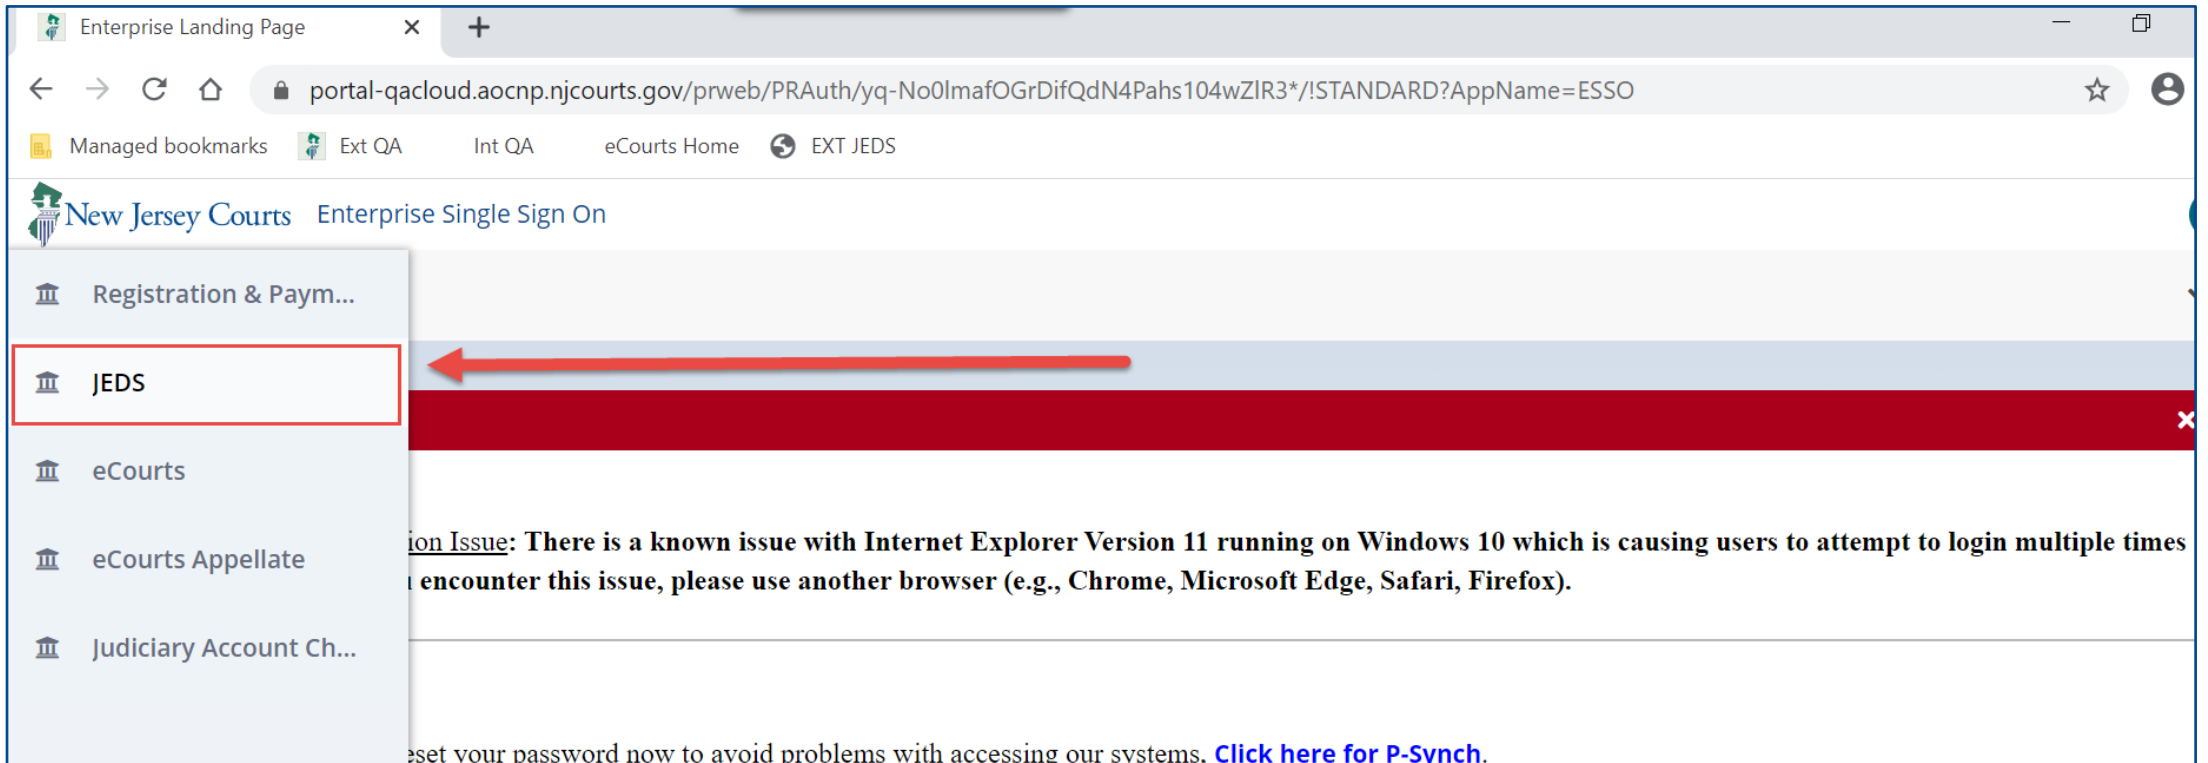 Enterprise Landing Page
portal-qacloud.aocnp.njcourts.gov/prweb/PRAuth/yq-No0lmafOGrDifQdN4Pahs104wZlR3*/!STANDARD?AppName=ESSO
Managed bookmarks Ext QA Int QA eCourts Home EXT JEDS
New Jersey Courts Enterprise Single Sign On
Registration & Paym...
JEDS
eCourts
ion Issue: There is a known issue with Internet Explorer Version 11 running on Windows 10 which is causing users to attempt to login multiple times
eCourts Appellate
encounter this issue, please use another browser (e.g., Chrome, Microsoft Edge, Safari, Firefox).
Judiciary Account Ch...
eset your password now to avoid problems with accessing our systems, Click here for P-Synch.